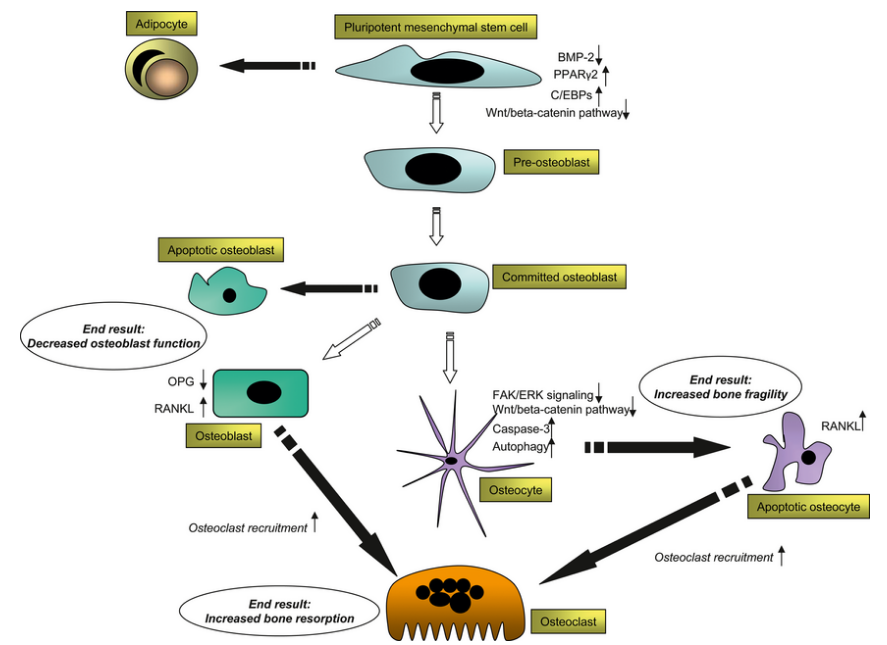 Adipocyte
Pluripotent mesenchymal stem cell
BMP-2↓
PPARγ2↑
C/EBPs↑
Wnt/beta-catenin pathway↓
Pre-osteoblast
Apoptotic osteoblast
Committed osteoblast
End result:
Decreased osteoblast function
OPG↓
RANKL↑
Osteoblast
FAK/ERK signaling↓
Wnt/beta-catenin pathway↓
Caspase-3↑
Autophagy↑
Osteocyte
End result:
Increased bone fragility
RANKL↑
Apoptotic osteocyte
Osteoclast recruitment ↑
Osteoclast recruitment ↑
End result:
Increased bone resorption
Osteoclast